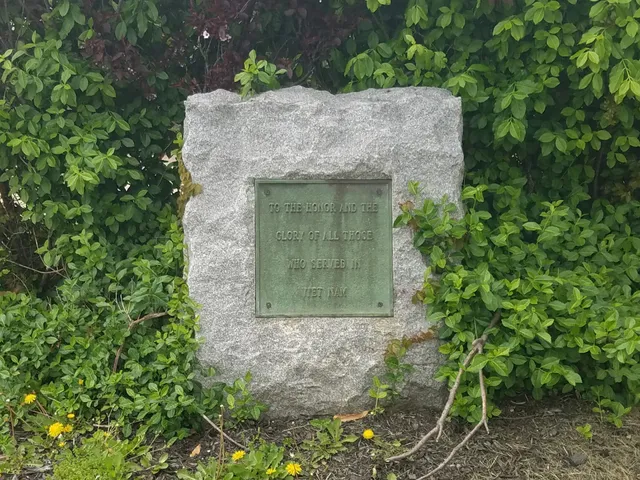 TO THE HONOR AND THE
GLORY OF ALL THOSE
WHO SERVED IN
VIET NAM